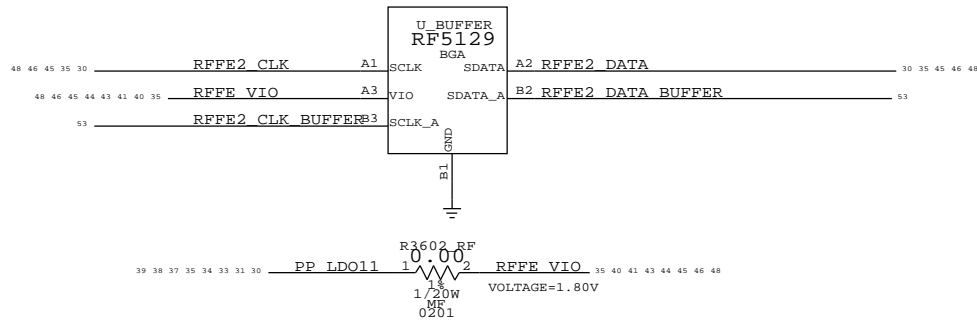 U_BUFFER
RF5129
BGA
48 46 45 35 30 RFFE2_CLK A1 SCLK SDATA A2 RFFE2_DATA 30 35 45 46 48
48 46 45 44 43 41 40 35 RFFE_VIO A3 VIO SDATA_A B2 RFFE2_DATA_BUFFER 53
53 RFFE2_CLK_BUFFER B3 SCLK_A
GND
B1
R3602_RF
0.00
39 38 37 35 34 33 31 30 PP_LDO11 1 2 RFFE_VIO 35 40 41 43 44 45 46 48
1% VOLTAGE=1.80V
1/20W
MF
0201